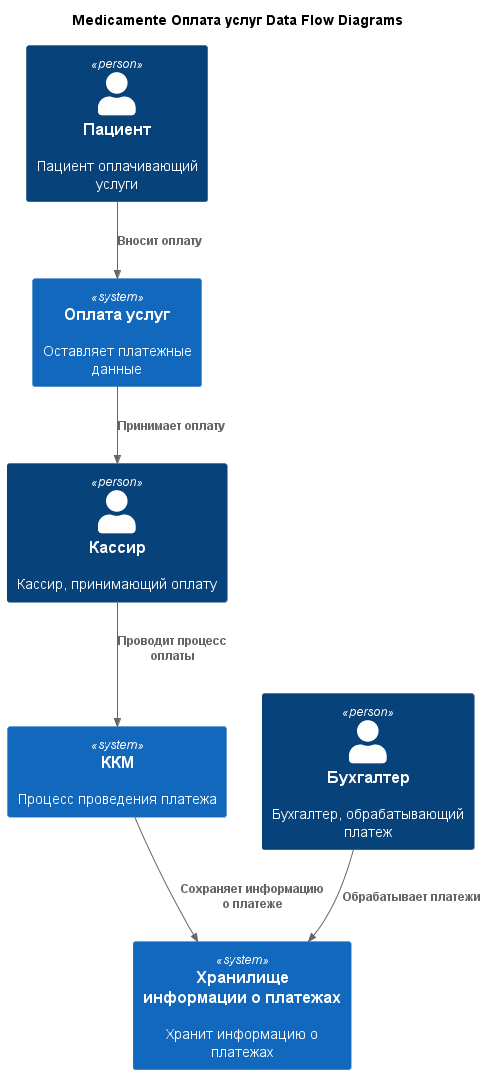 Medicamente Оплата услуг Data Flow Diagrams
«person»
Пациент
Пациент оплачивающий
услуги
Вносит оплату
«system»
Оплата услуг
Оставляет платежные
данные
Принимает оплату
«person»
Кассир
Кассир, принимающий оплату
Проводит процесс
оплаты
«system»
ККМ
Процесс проведения платежа
«person»
Бухгалтер
Бухгалтер, обрабатывающий
платеж
Сохраняет информацию
о платеже
Обрабатывает платежи
«system»
Хранилище
информации о платежах
Хранит информацию о
платежах